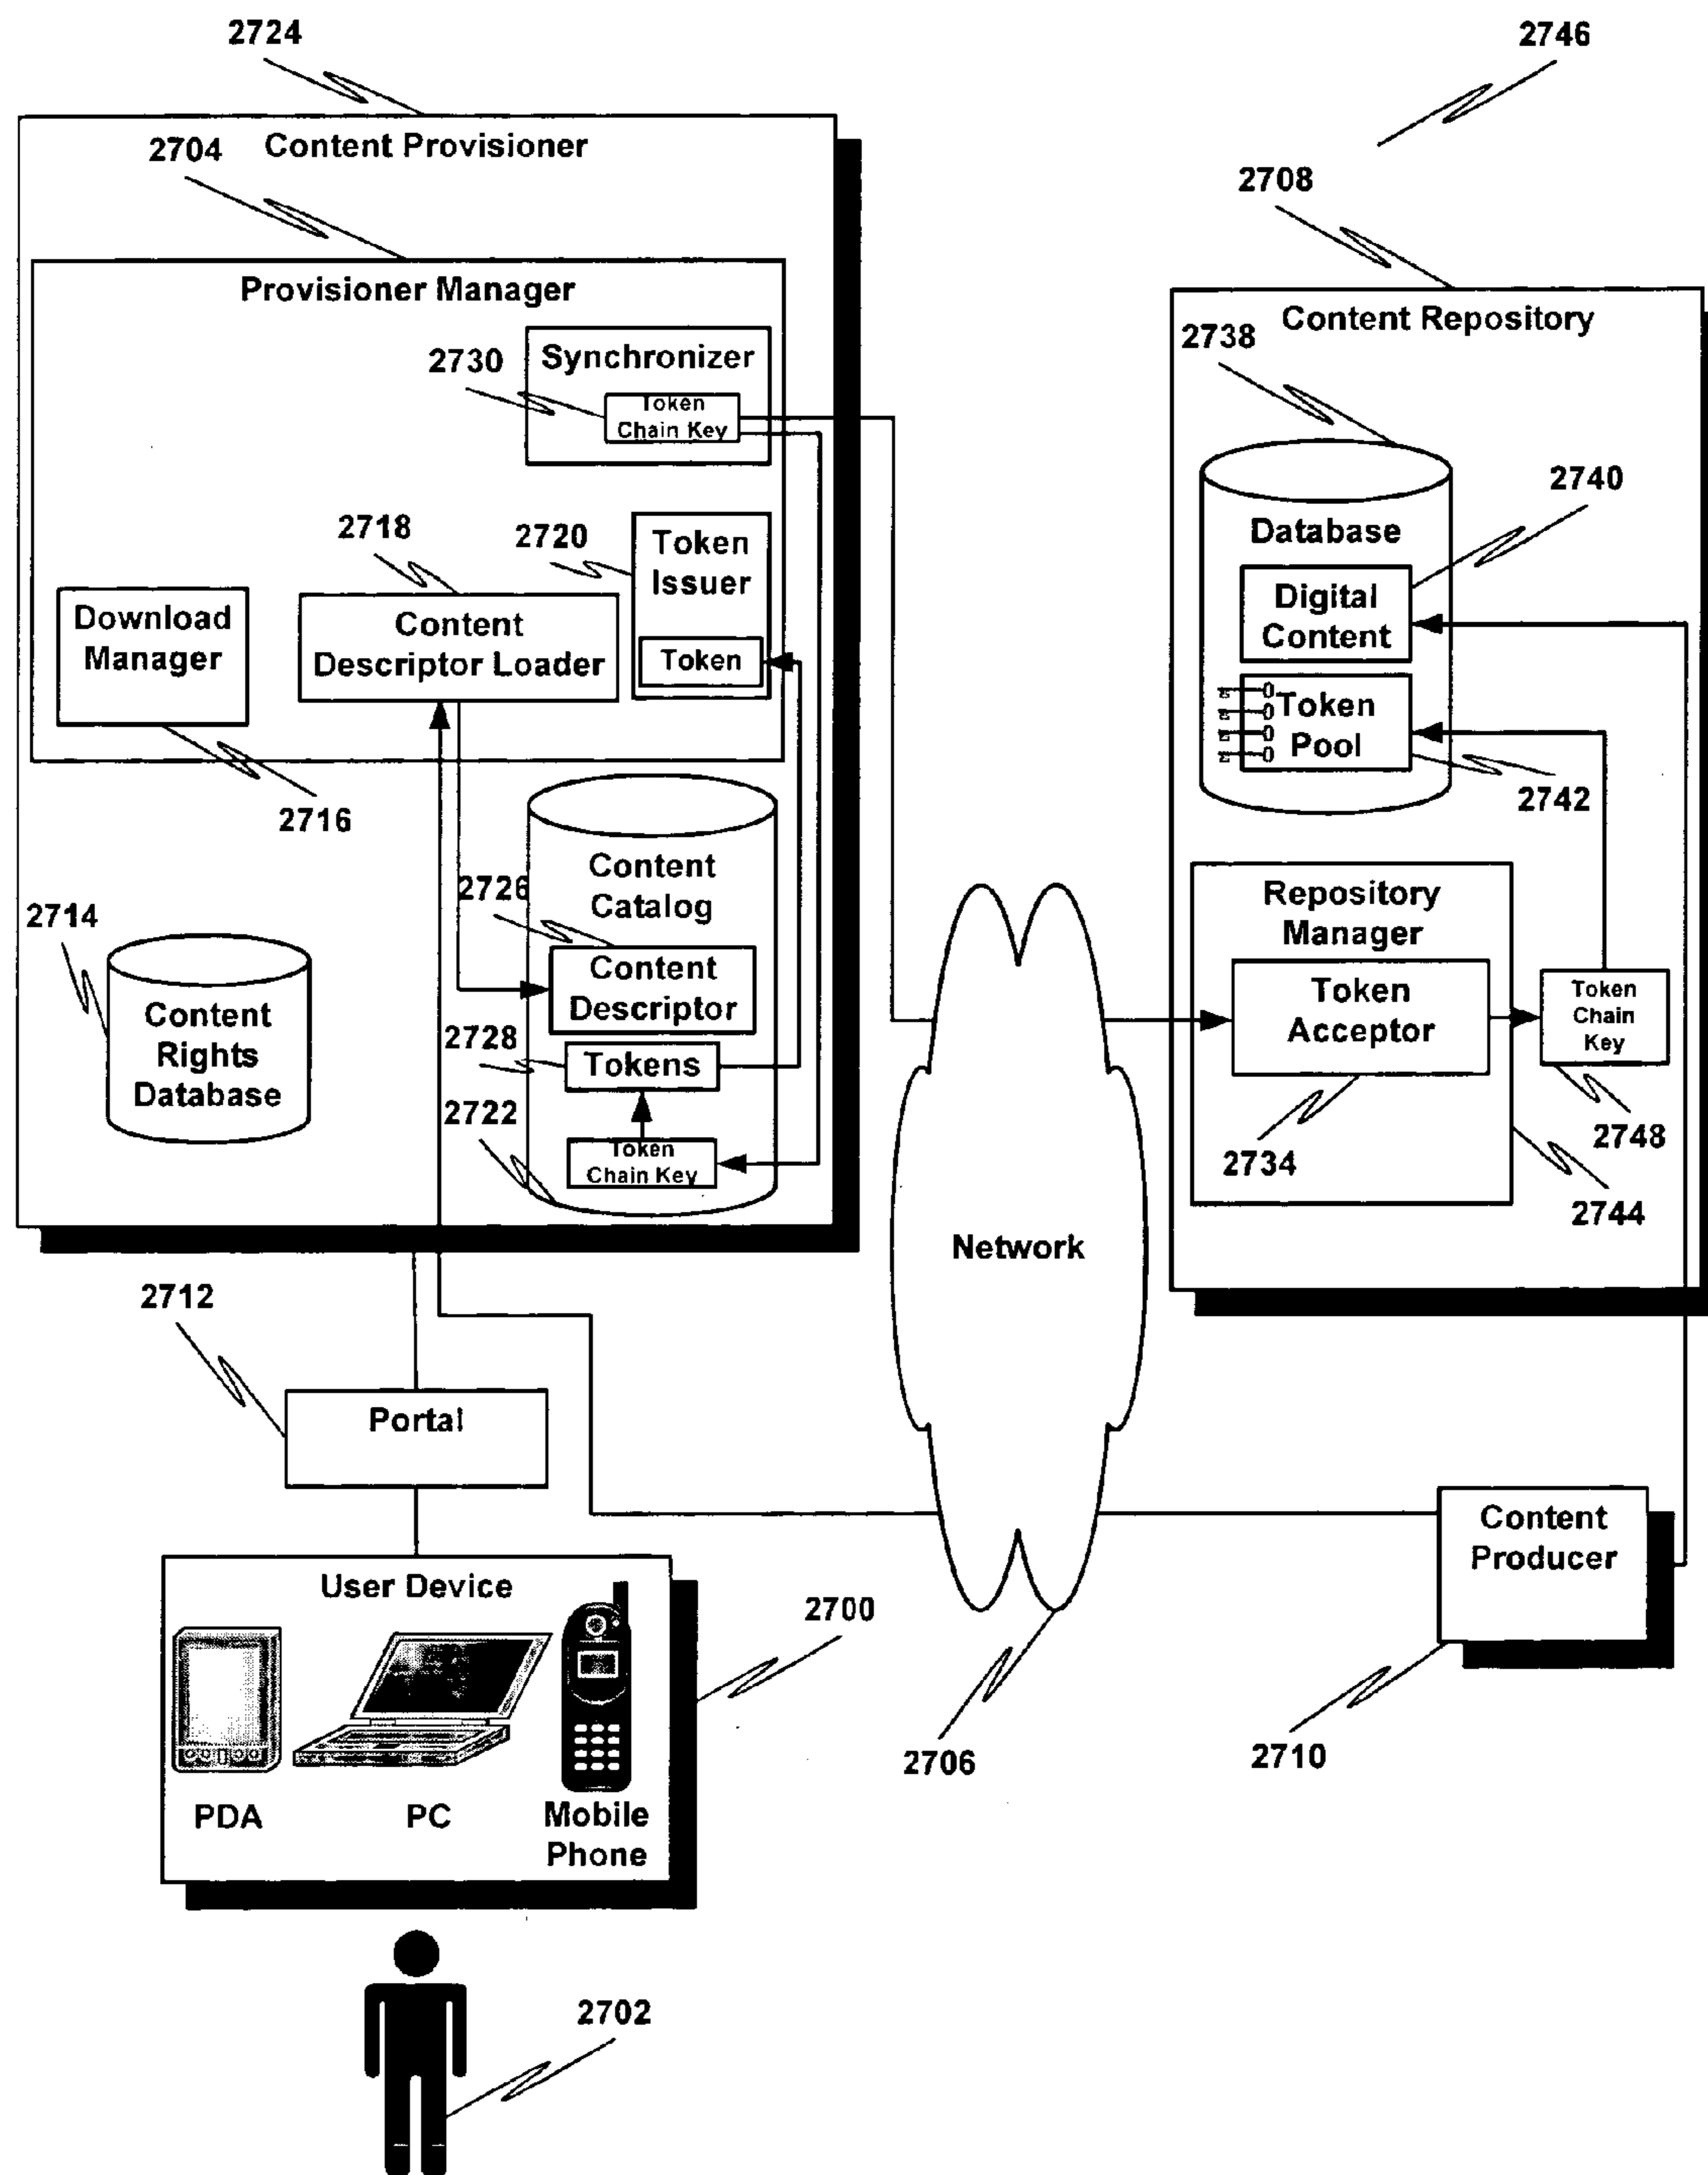 2724
2746
2704
Content Provisioner
2708
Provisioner Manager
Content Repository
2738
2730
Synchronizer
Token
Chain Key
2740
2718
2720
Token
Issuer
Database
Download
Manager
Content
Descriptor Loader
Token
Digital
Content
Token
Pool
2716
2742
Content
Catalog
2726
2714
Repository
Manager
Content
Descriptor
Content
Rights
Database
2728
Tokens
Token
Acceptor
Token
Chain
Key
2722
Token
Chain Key
2734
2748
2744
Network
2712
Portal
Content
Producer
User Device
2700
2706
2710
PDA
PC
Mobile
Phone
2702